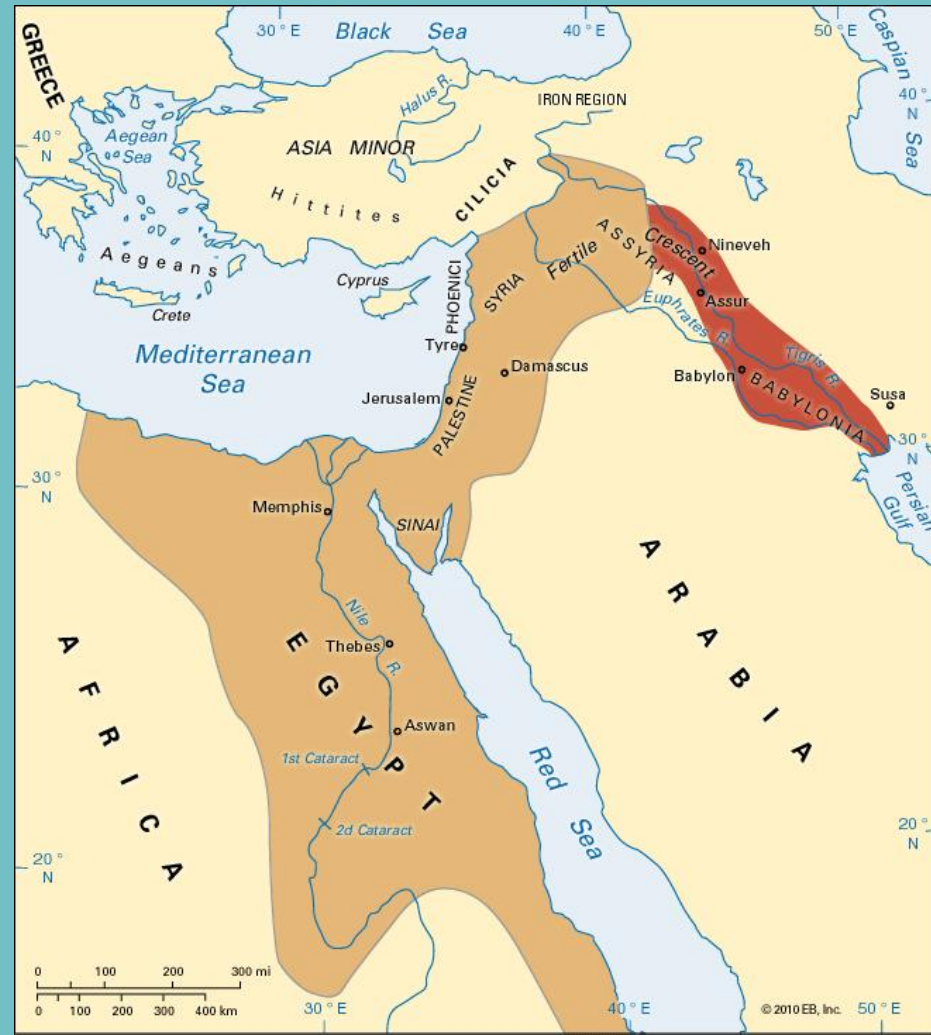 30° E
Black Sea
40° E
50° E
Caspian Sea
GREECE
Halus R.
IRON REGION
40° N
40° N
Aegean Sea
ASIA MINOR
Hittites
CILICIA
Aegeans
Crete
Cyprus
PHOENICI
SYRIA
Fertile
Crescent
ASSYRIA
Nineveh
Assur
Euphrates R.
Tigris R.
Mediterranean Sea
Tyre
Damascus
Babylon
BABYLONIA
Susa
Jerusalem
PALESTINE
30° N
30° N
Persian Gulf
Memphis
SINAI
ARABIA
AFRICA
Nile R.
Thebes
EGYPT
Aswan
1st Cataract
2d Cataract
Red Sea
20° N
20° N
0 100 200 300 mi
0 100 200 300 400 km
30° E
40° E
© 2010 EB, Inc.
50° E